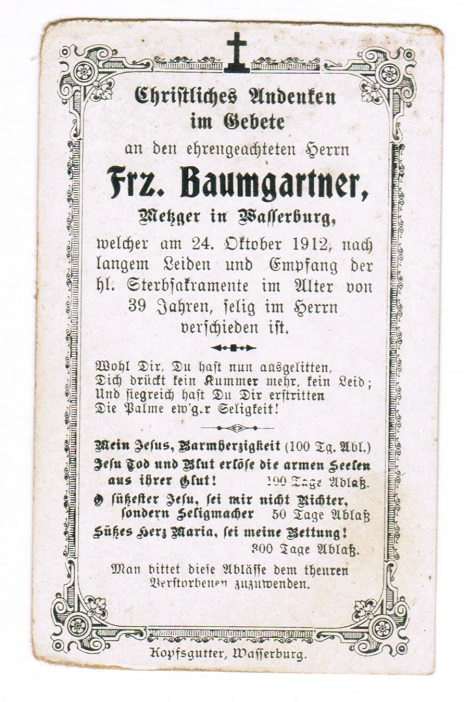 Christliches Andenken
im Gebete
an den ehrengeachteten Herrn
Frz. Baumgartner,
Metzger in Wasserburg,
welcher am 24. Oktober 1912, nach
langem Leiden und Empfang der
hl. Sterbsakramente im Alter von
39 Jahren, selig im Herrn
verschieden ist.
Wohl Dir, Du hast nun ausgelitten,
Dich drückt kein Kummer mehr, kein Leid;
Und siegreich hast Du Dir erstritten
Die Palme ew'g.r Seligkeit!
Mein Jesus, Barmherzigkeit (100 Tg. Abl.)
Jesu Tod und Blut erlöse die armen Seelen
aus ihrer Glut! 100 Tage Ablaß.
O süßester Jesu, sei mir nicht Richter,
sondern Seligmacher 50 Tage Ablaß
Süßes Herz Maria, sei meine Rettung!
300 Tage Ablaß.
Man bittet diese Ablässe dem theuren
Verstorbenen zuzuwenden.
Kopfsgutter, Wasserburg.